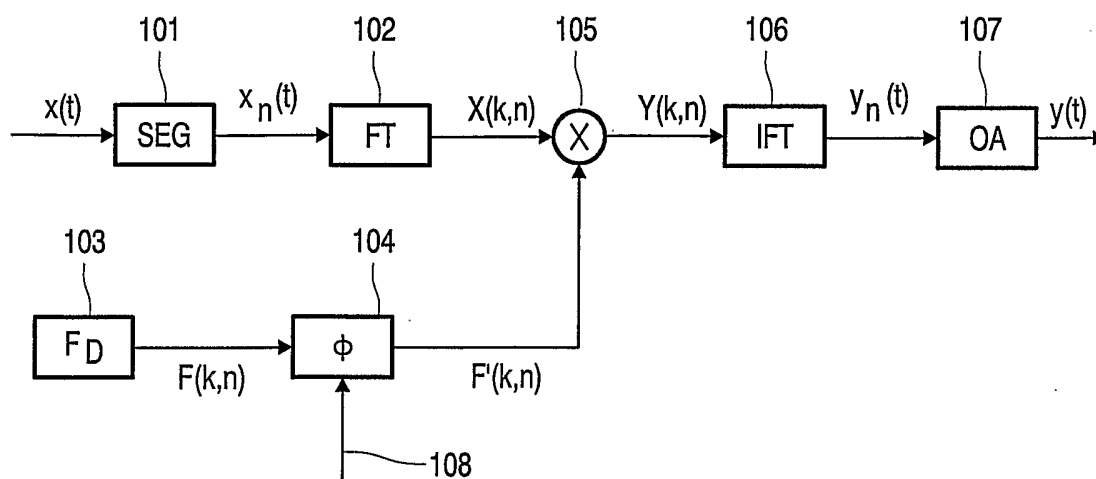 101 102 105 106 107
x(t) x_n(t) X(k,n) Y(k,n) y_n(t) y(t)
SEG FT X IFT OA
103 104
F_D ϕ
F(k,n) F'(k,n)
108